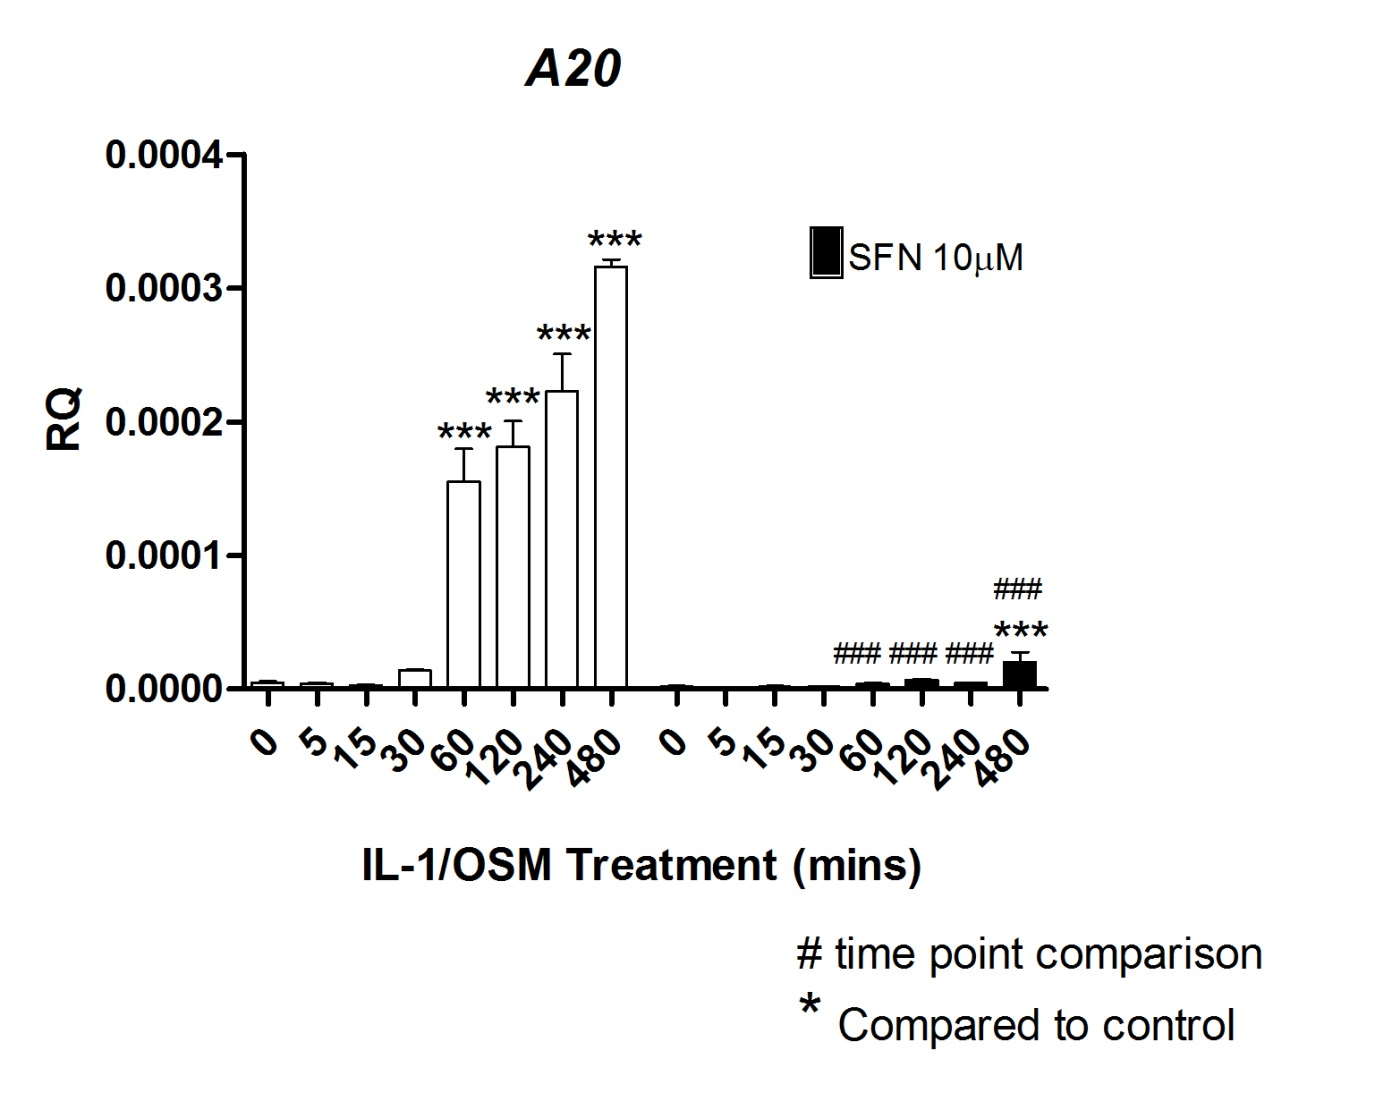 A20
0.0004
0.0003
0.0002
0.0001
0.0000
RQ
***
***
***
***
SFN 10μM
###
***
### ### ###
0 5 15 30 60 120 240 480 0 5 15 30 60 120 240 480
IL-1/OSM Treatment (mins)
# time point comparison
* Compared to control